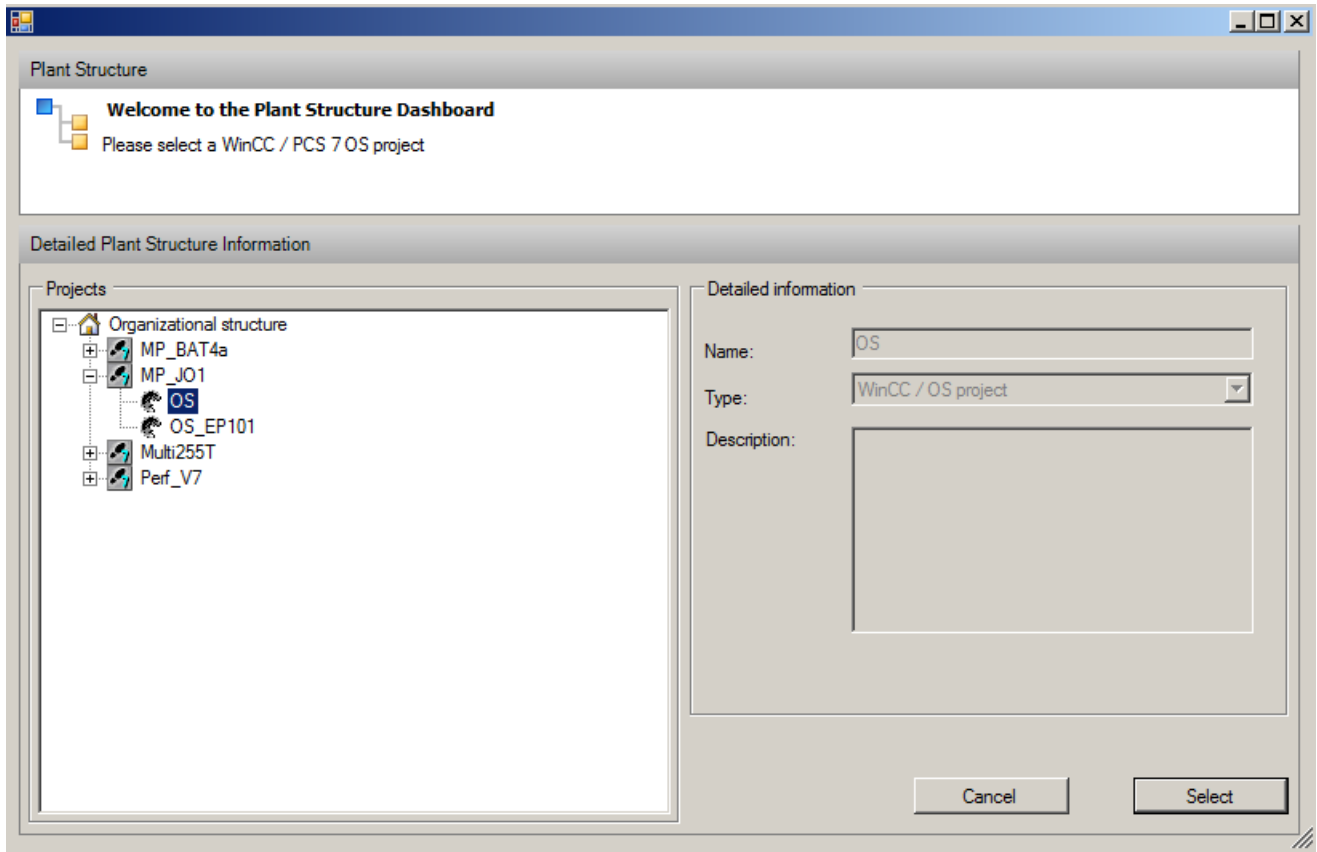 Plant Structure
Welcome to the Plant Structure Dashboard
Please select a WinCC / PCS 7 OS project
Detailed Plant Structure Information
Projects
Organizational structure
MP_BAT4a
MP_JO1
OS
OS_EP101
Multi255T
Perf_V7
Detailed information
Name:
OS
Type:
WinCC / OS project
Description:
Cancel
Select